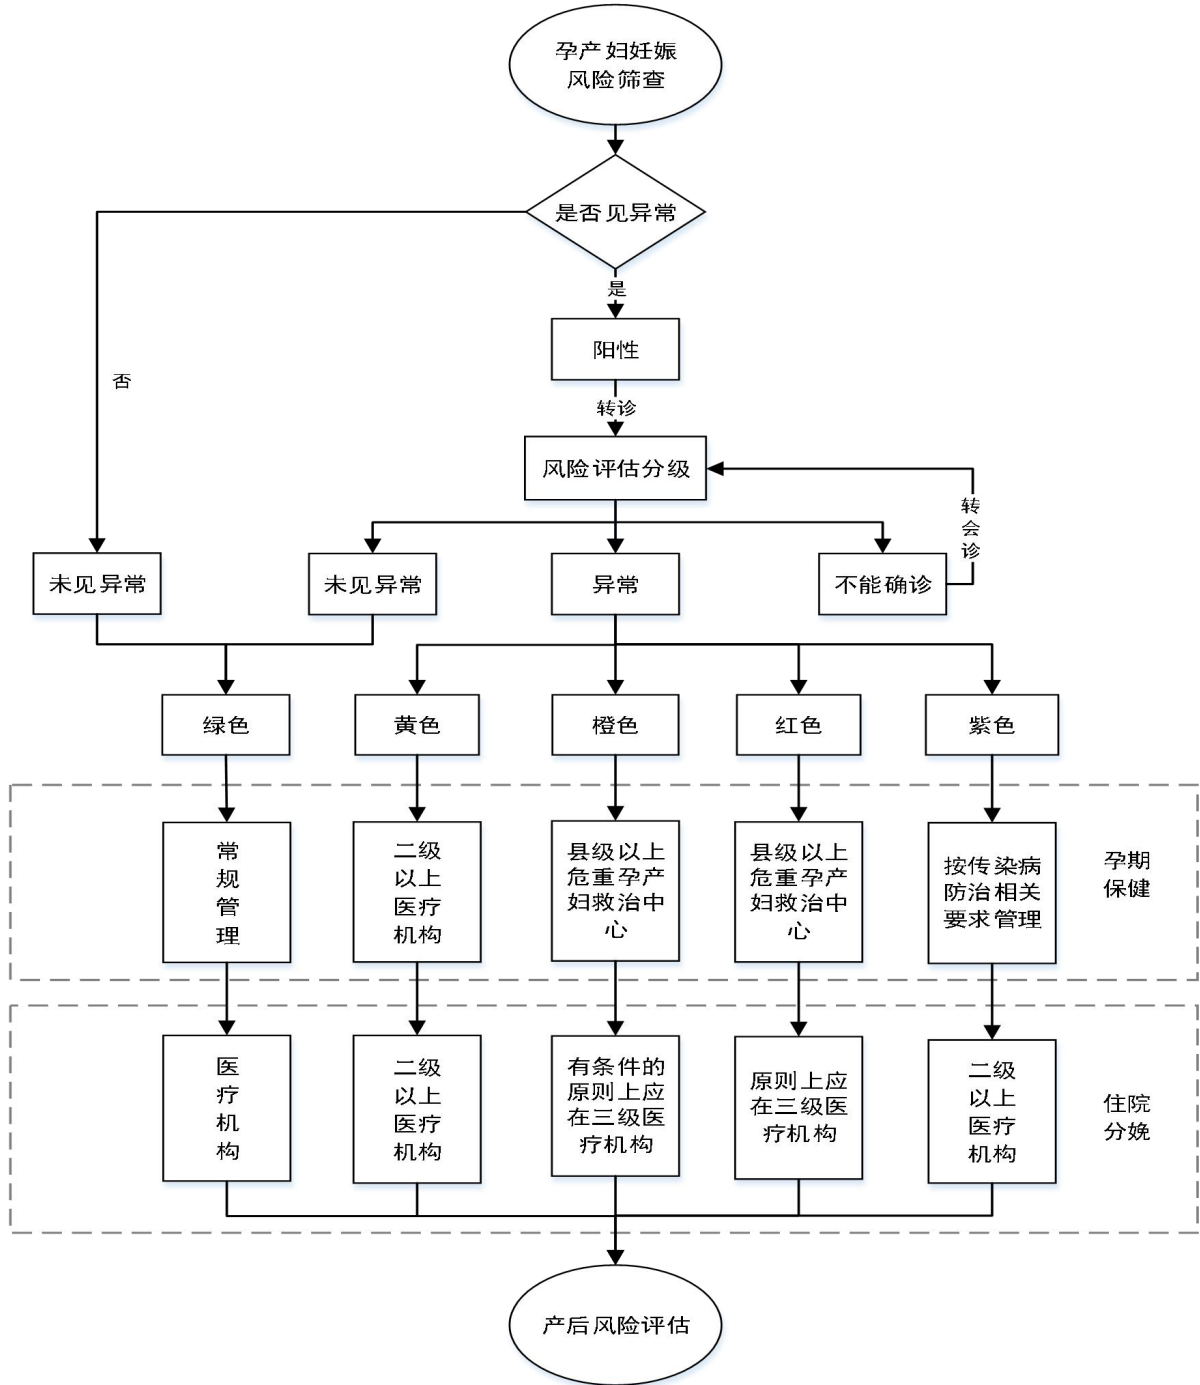 孕产妇妊娠
风险筛查
是否见异常
是
阳性
否
转诊
风险评估分级
转
会
诊
未见异常
未见异常
异常
不能确诊
绿色
黄色
橙色
红色
紫色
常
规
管
理
二级
以上
医疗
机构
县级以上
危重孕产
妇救治中
心
县级以上
危重孕产
妇救治中
心
按传染病
防治相关
要求管理
孕期
保健
医
疗
机
构
二级
以上
医疗
机构
有条件的
原则上应
在三级医
疗机构
原则上应
在三级医
疗机构
二级
以上
医疗
机构
住院
分娩
产后风险评估